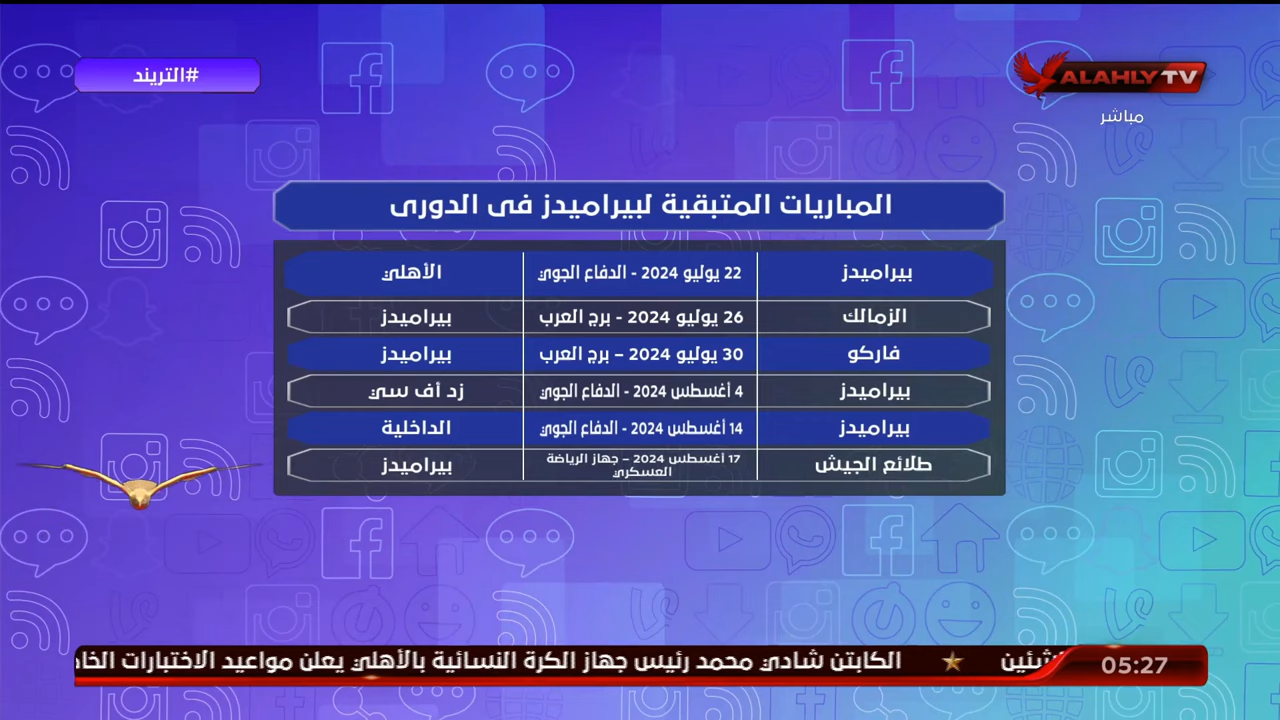 #التريند
ALAHLY TV
مباشر
المباريات المتبقية لبيراميدز فى الدورى
بيراميدز 22 يوليو 2024 - الدفاع الجوي الأهلي
الزمالك 26 يوليو 2024 - برج العرب بيراميدز
فاركو 30 يوليو 2024 – برج العرب بيراميدز
بيراميدز 4 أغسطس 2024 - الدفاع الجوي زد أف سي
بيراميدز 14 أغسطس 2024 - الدفاع الجوي الداخلية
طلائع الجيش 17 أغسطس 2024 – جهاز الرياضة العسكري بيراميدز
الكابتن شادي محمد رئيس جهاز الكرة النسائية بالأهلي يعلن مواعيد الاختبارات
05:27